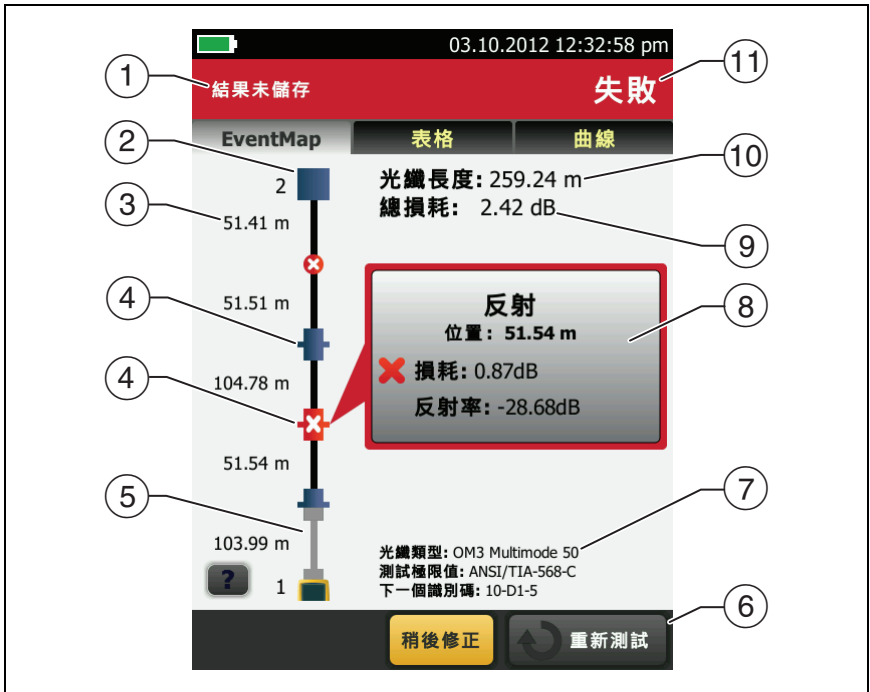 03.10.2012 12:32:58 pm
1
結果未儲存
失敗
11
EventMap
表格
曲線
2
2
光纖長度: 259.24 m
10
3
51.41 m
總損耗: 2.42 dB
9
4
51.51 m
反射
8
位置: 51.54 m
4
104.78 m
損耗: 0.87dB
反射率: -28.68dB
51.54 m
5
7
103.99 m
光纖類型: OM3 Multimode 50
測試極限值: ANSI/TIA-568-C
下一個識別碼: 10-D1-5
?
1
6
稍後修正
重新測試